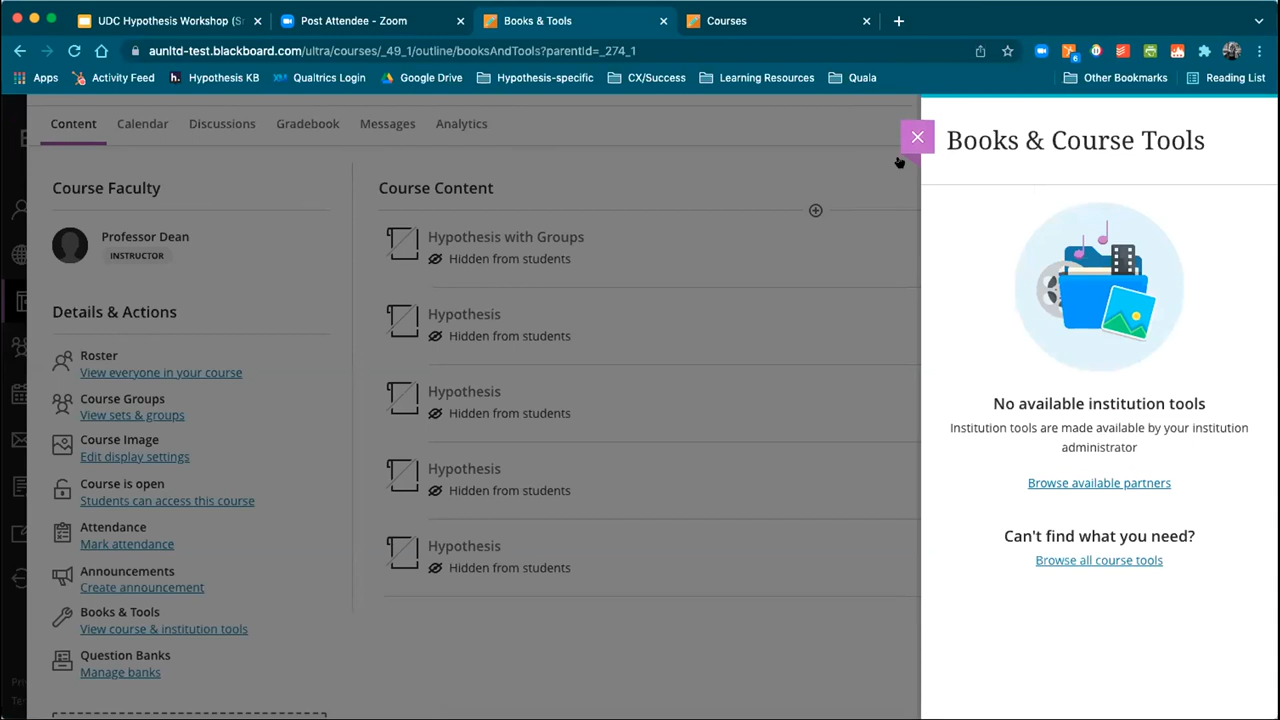 UDC Hypothesis Workshop (S
Post Attendee - Zoom
Books & Tools
Courses
aunltd-test.blackboard.com/ultra/courses/_49_1/outline/booksAndTools?parentId=_274_1
6
Apps
Activity Feed
Hypothesis KB
Qualtrics Login
Google Drive
Hypothesis-specific
CX/Success
Learning Resources
Quala
Other Bookmarks
Reading List
Content
Calendar
Discussions
Gradebook
Messages
Analytics
Course Faculty
Professor Dean
INSTRUCTOR
Details & Actions
Roster
View everyone in your course
Course Groups
View sets & groups
Course Image
Edit display settings
Course is open
Students can access this course
Attendance
Mark attendance
Announcements
Create announcement
Books & Tools
View course & institution tools
Question Banks
Manage banks
Course Content
Hypothesis with Groups
Hidden from students
Hypothesis
Hidden from students
Hypothesis
Hidden from students
Hypothesis
Hidden from students
Hypothesis
Hidden from students
Books & Course Tools
No available institution tools
Institution tools are made available by your institution
administrator
Browse available partners
Can't find what you need?
Browse all course tools